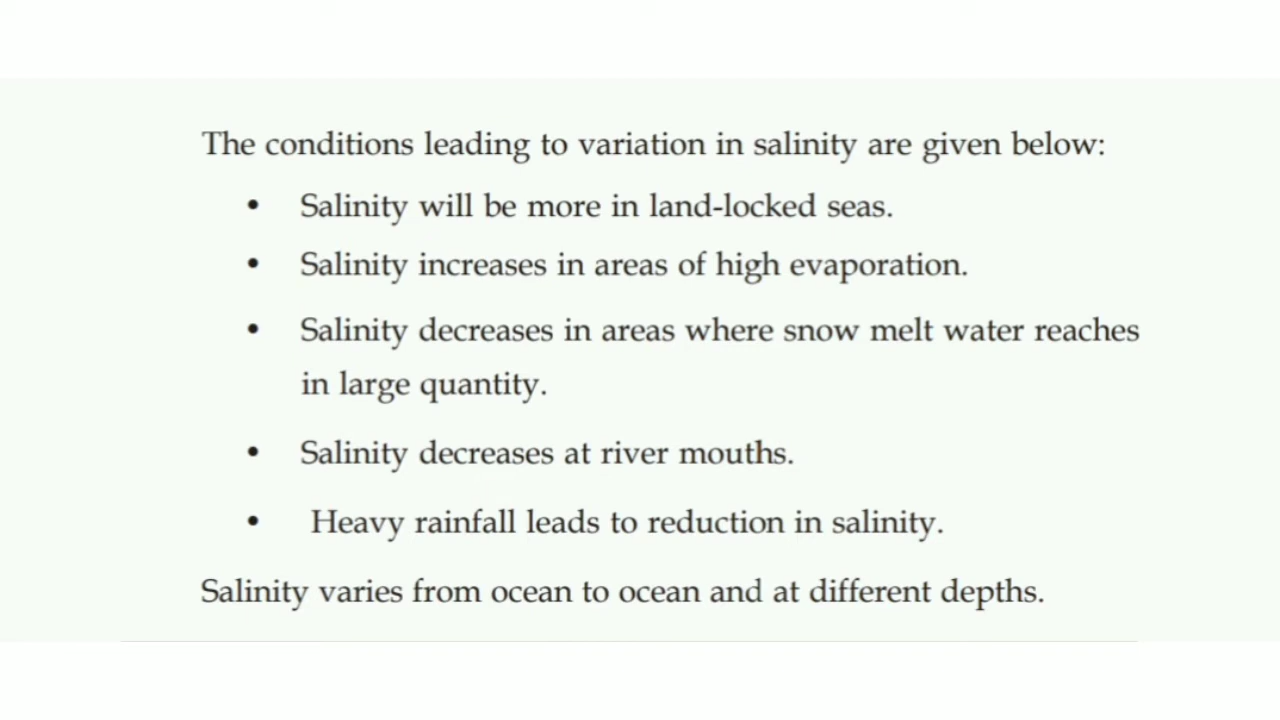 The conditions leading to variation in salinity are given below:
• Salinity will be more in land-locked seas.
• Salinity increases in areas of high evaporation.
• Salinity decreases in areas where snow melt water reaches
in large quantity.
• Salinity decreases at river mouths.
• Heavy rainfall leads to reduction in salinity.
Salinity varies from ocean to ocean and at different depths.